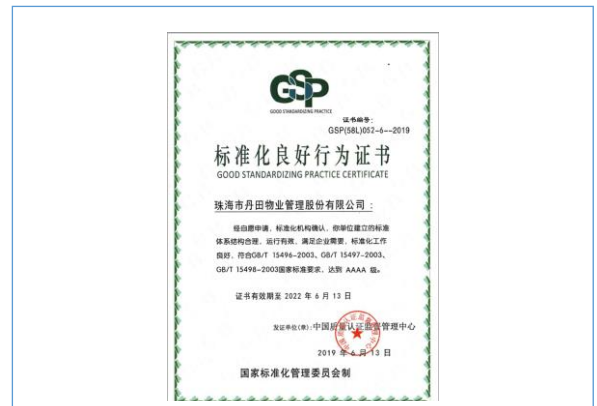 GSP
GOOD STANDARDIZING PRACTICE
证书编号：
GSP(58L)052-6--2019
标准化良好行为证书
GOOD STANDARDIZING PRACTICE CERTIFICATE
珠海市丹田物业管理股份有限公司：
经自愿申请，标准化机构确认，你单位建立的标准
体系结构合理，运行有效，满足企业需要，标准化工作
良好，符合GB/T 15496-2003、GB/T 15497-2003、
GB/T 15498-2003国家标准要求，达到 AAAA 级。
证书有效期至 2022 年 6 月 13 日
发证单位(章)：中国质量认证监督管理中心
2019 年 6 月 13 日
国家标准化管理委员会制